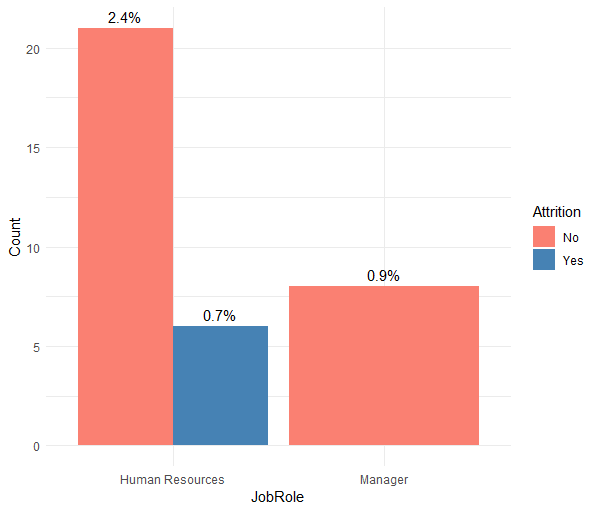 2.4%
20
15
10
5
0
0.7%
0.9%
Count
Human Resources
Manager
JobRole
Attrition
No
Yes